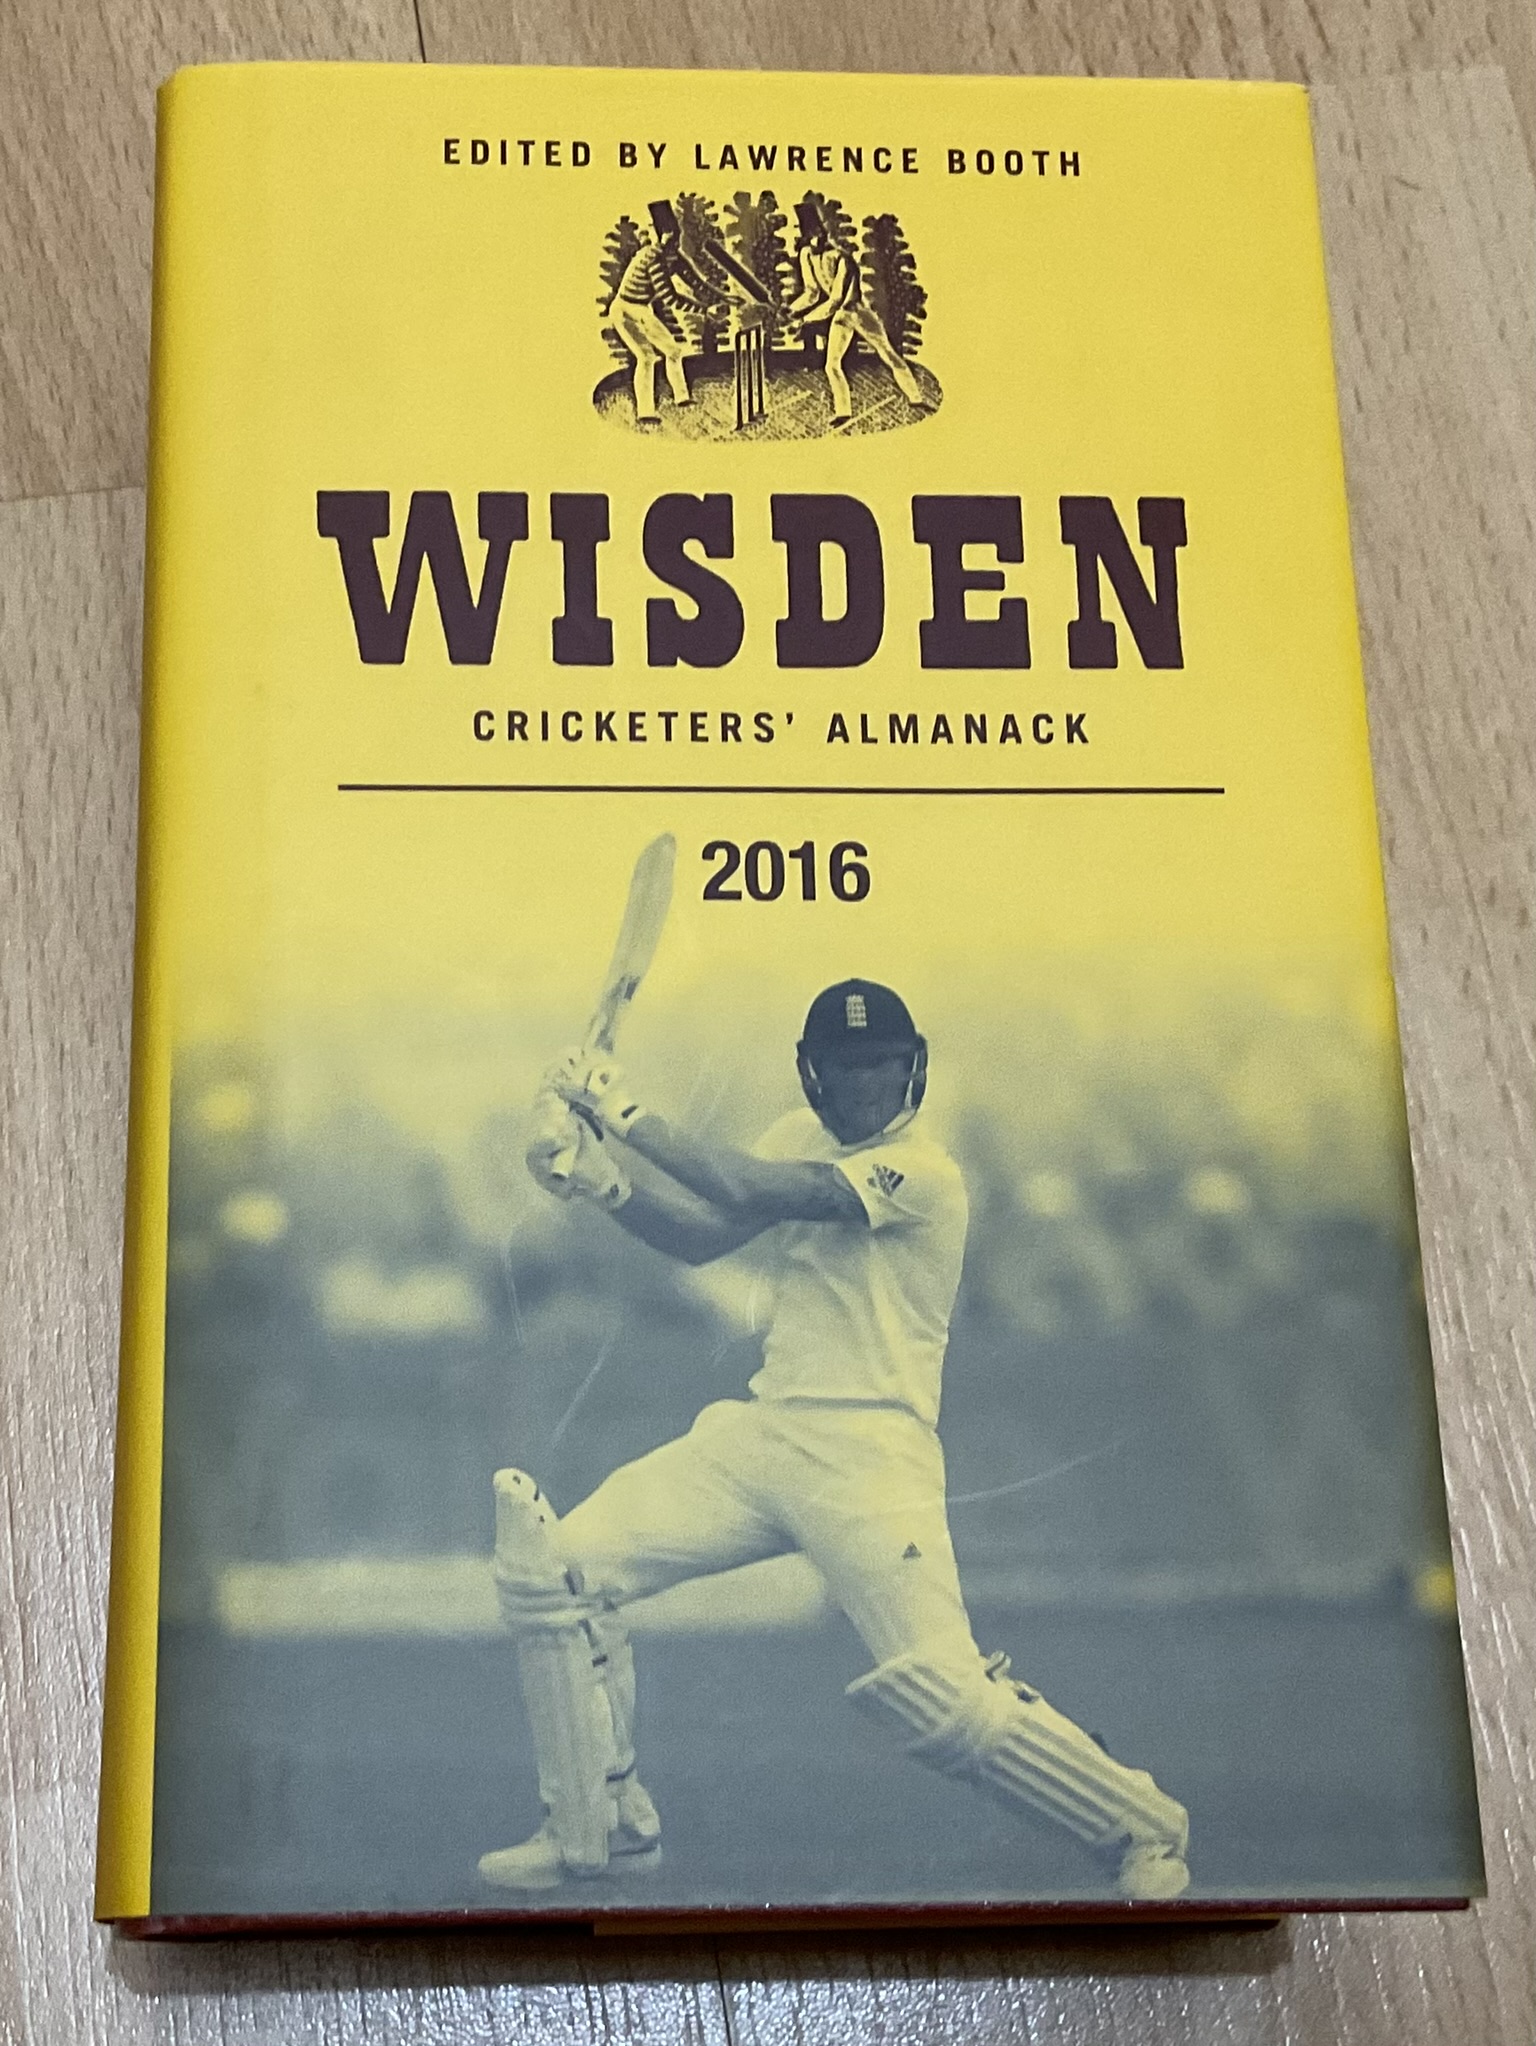 EDITED BY LAWRENCE BOOTH
WISDEN
CRICKETERS' ALMANACK
2016